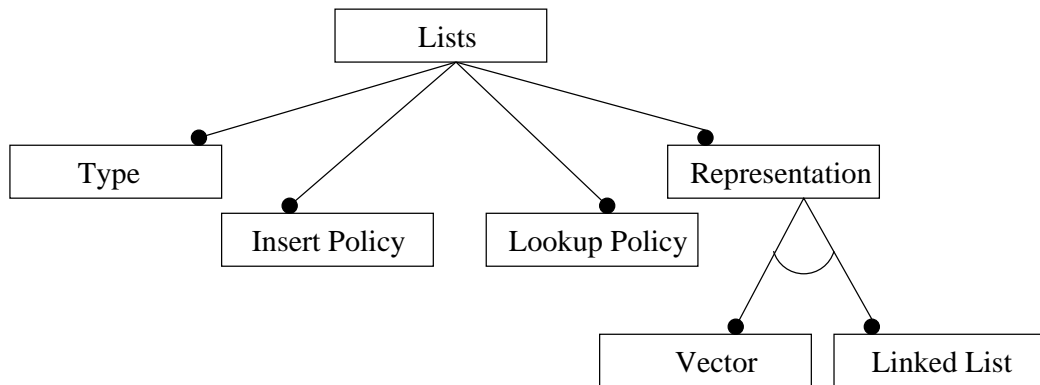 Lists
Type
Representation
Insert Policy
Lookup Policy
Vector
Linked List